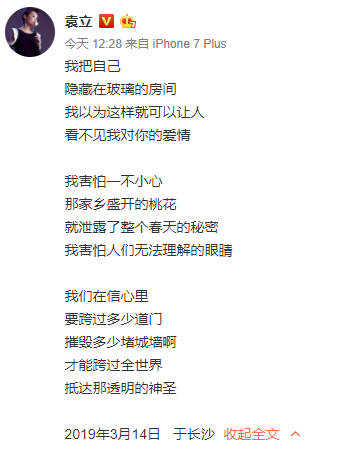 袁立
今天 12:28 来自 iPhone 7 Plus
我把自己
隐藏在玻璃的房间
我以为这样就可以让人
看不见我对你的爱情
我害怕一不小心
那家乡盛开的桃花
就泄露了整个春天的秘密
我害怕人们无法理解的眼睛
我们在信心里
要跨过多少道门
摧毁多少堵城墙啊
才能跨过全世界
抵达那透明的神圣
2019年3月14日 于长沙 收起全文